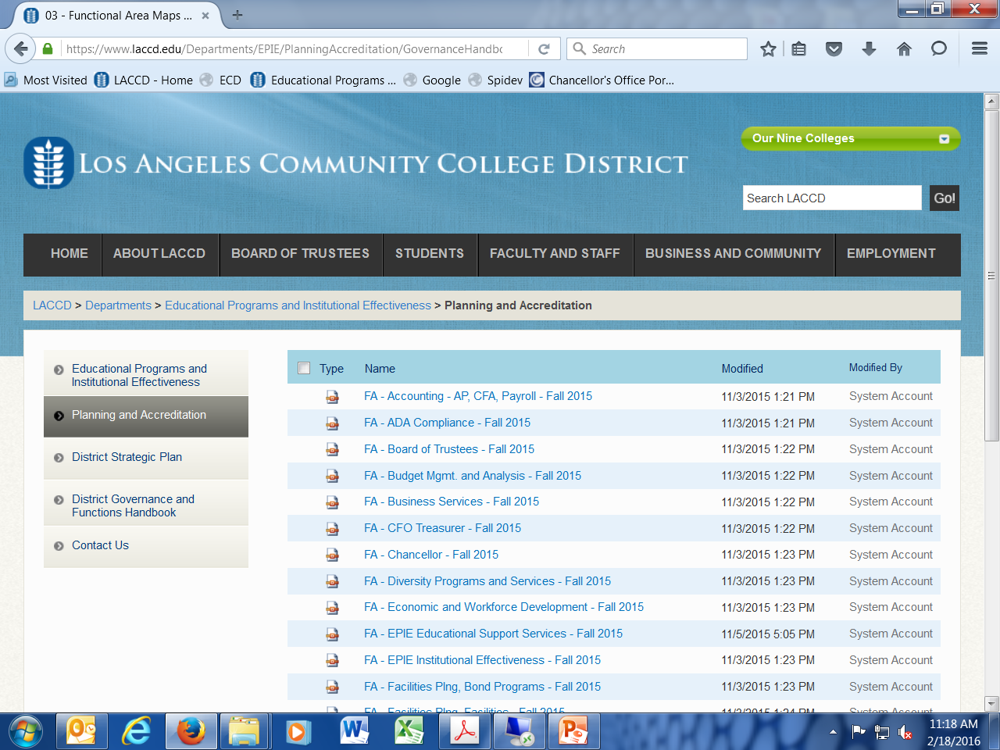 03 - Functional Area Maps ...
https://www.laccd.edu/Departments/EPIE/PlanningAccreditation/GovernanceHandbo
Search
Most Visited LACCD - Home ECD Educational Programs ... Google Spidev Chancellor's Office Por...
Our Nine Colleges
LOS ANGELES COMMUNITY COLLEGE DISTRICT
Search LACCD Go!
HOME ABOUT LACCD BOARD OF TRUSTEES STUDENTS FACULTY AND STAFF BUSINESS AND COMMUNITY EMPLOYMENT
LACCD > Departments > Educational Programs and Institutional Effectiveness > Planning and Accreditation
Educational Programs and
Institutional Effectiveness
Planning and Accreditation
District Strategic Plan
District Governance and
Functions Handbook
Contact Us
Type Name Modified Modified By
FA - Accounting - AP, CFA, Payroll - Fall 2015 11/3/2015 1:21 PM System Account
FA - ADA Compliance - Fall 2015 11/3/2015 1:21 PM System Account
FA - Board of Trustees - Fall 2015 11/3/2015 1:22 PM System Account
FA - Budget Mgmt. and Analysis - Fall 2015 11/3/2015 1:22 PM System Account
FA - Business Services - Fall 2015 11/3/2015 1:22 PM System Account
FA - CFO Treasurer - Fall 2015 11/3/2015 1:22 PM System Account
FA - Chancellor - Fall 2015 11/3/2015 1:23 PM System Account
FA - Diversity Programs and Services - Fall 2015 11/3/2015 1:23 PM System Account
FA - Economic and Workforce Development - Fall 2015 11/3/2015 1:23 PM System Account
FA - EPIE Educational Support Services - Fall 2015 11/5/2015 5:05 PM System Account
FA - EPIE Institutional Effectiveness - Fall 2015 11/3/2015 1:23 PM System Account
FA - Facilities Plng, Bond Programs - Fall 2015 11/3/2015 1:23 PM System Account
FA - Facilities Plng, Facilities - Fall 2015 11/3/2015 1:24 PM System Account
11:18 AM
2/18/2016